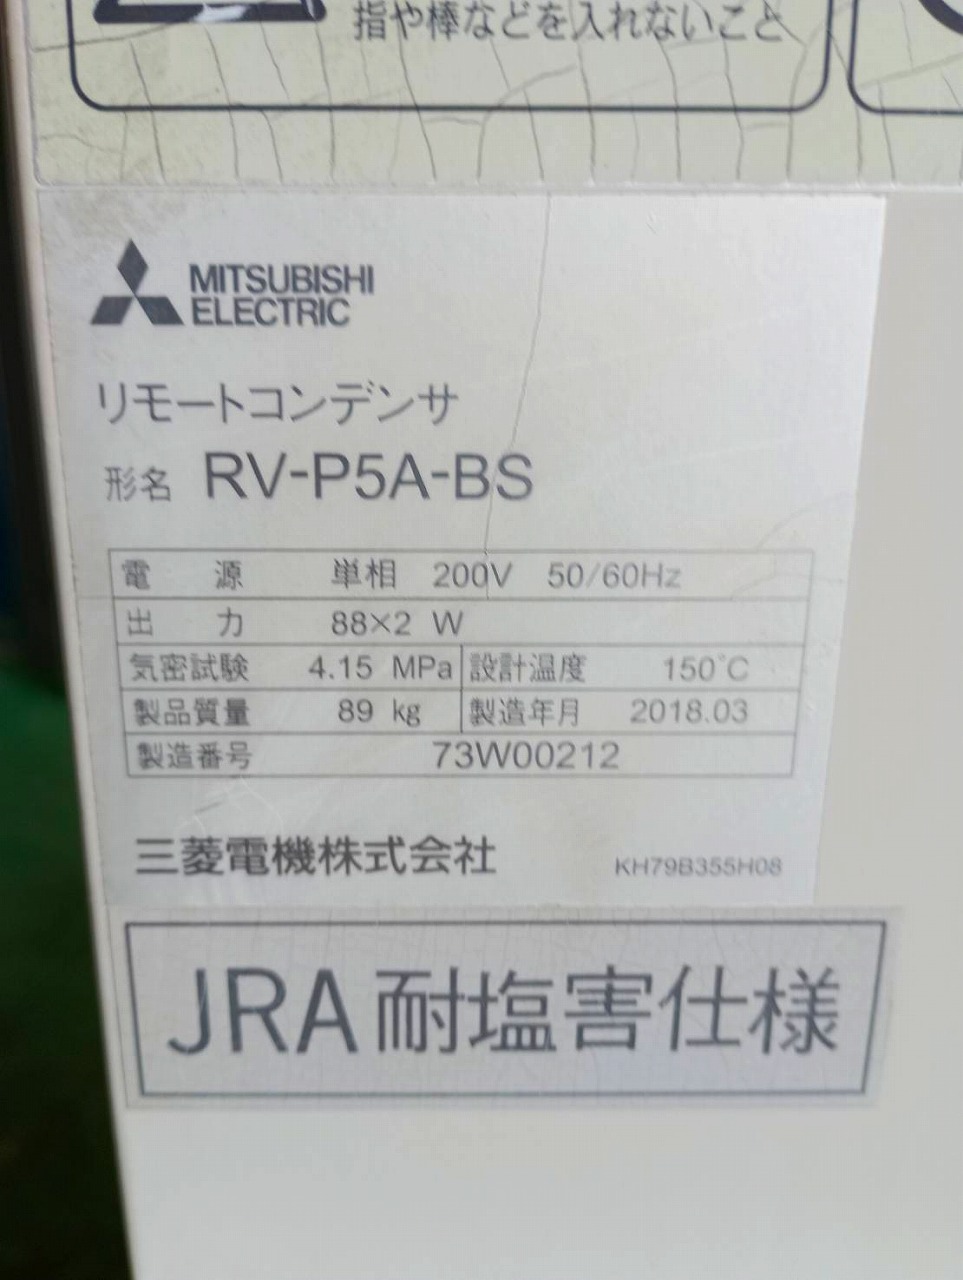 指や棒などを入れないこと
MITSUBISHI
ELECTRIC
リモートコンデンサ
形名 RV-P5A-BS
電源 単相 200V 50/60Hz
出力 88×2 W
気密試験 4.15 MPa 設計温度 150℃
製品質量 89 kg 製造年月 2018.03
製造番号 73W00212
三菱電機株式会社 KH79B355H08
JRA耐塩害仕様